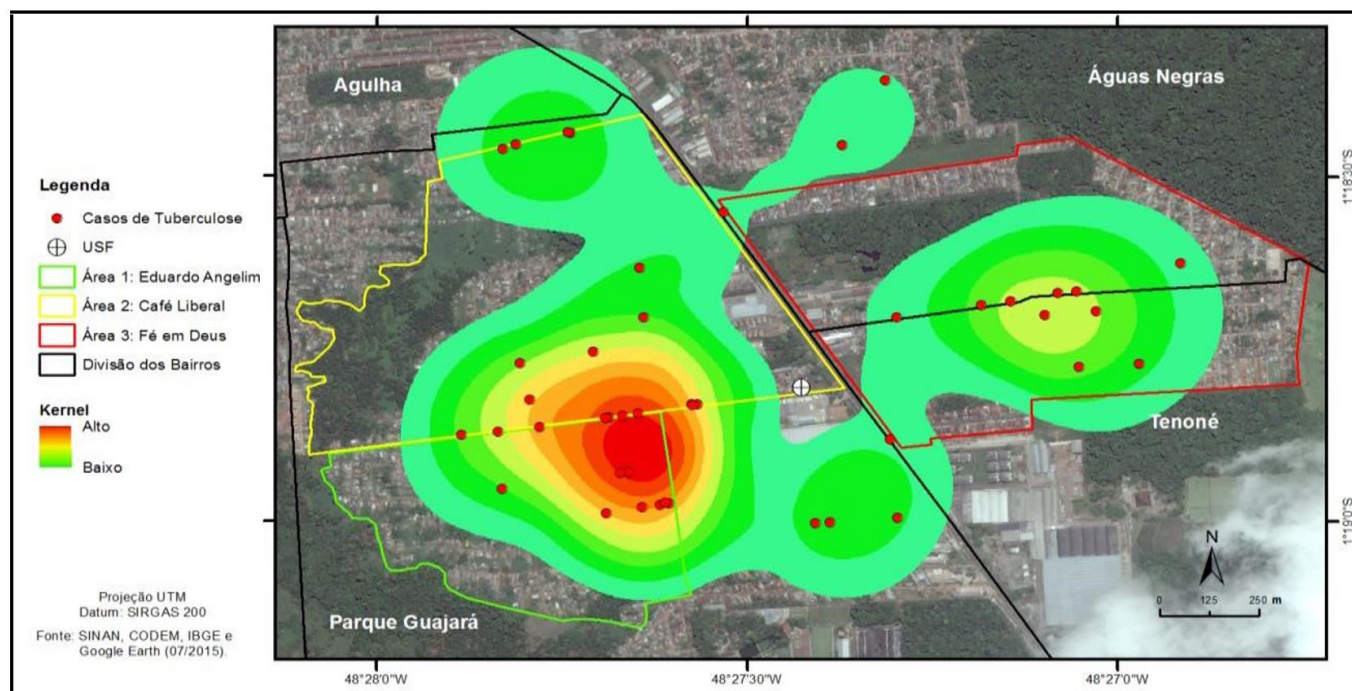 Agulha
Águas Negras
Legenda
Casos de Tuberculose
USF
Área 1: Eduardo Angelim
Área 2: Café Liberal
Área 3: Fé em Deus
Divisão dos Bairros
Kernel
Alto
Baixo
Tenoné
Parque Guajará
Projeção UTM
Datum: SIRGAS 200
Fonte: SINAN, CODEM, IBGE e
Google Earth (07/2015).
N
0 125 250 m
1°18'30"S
1°19'0"S
48°28'0"W
48°27'30"W
48°27'0"W